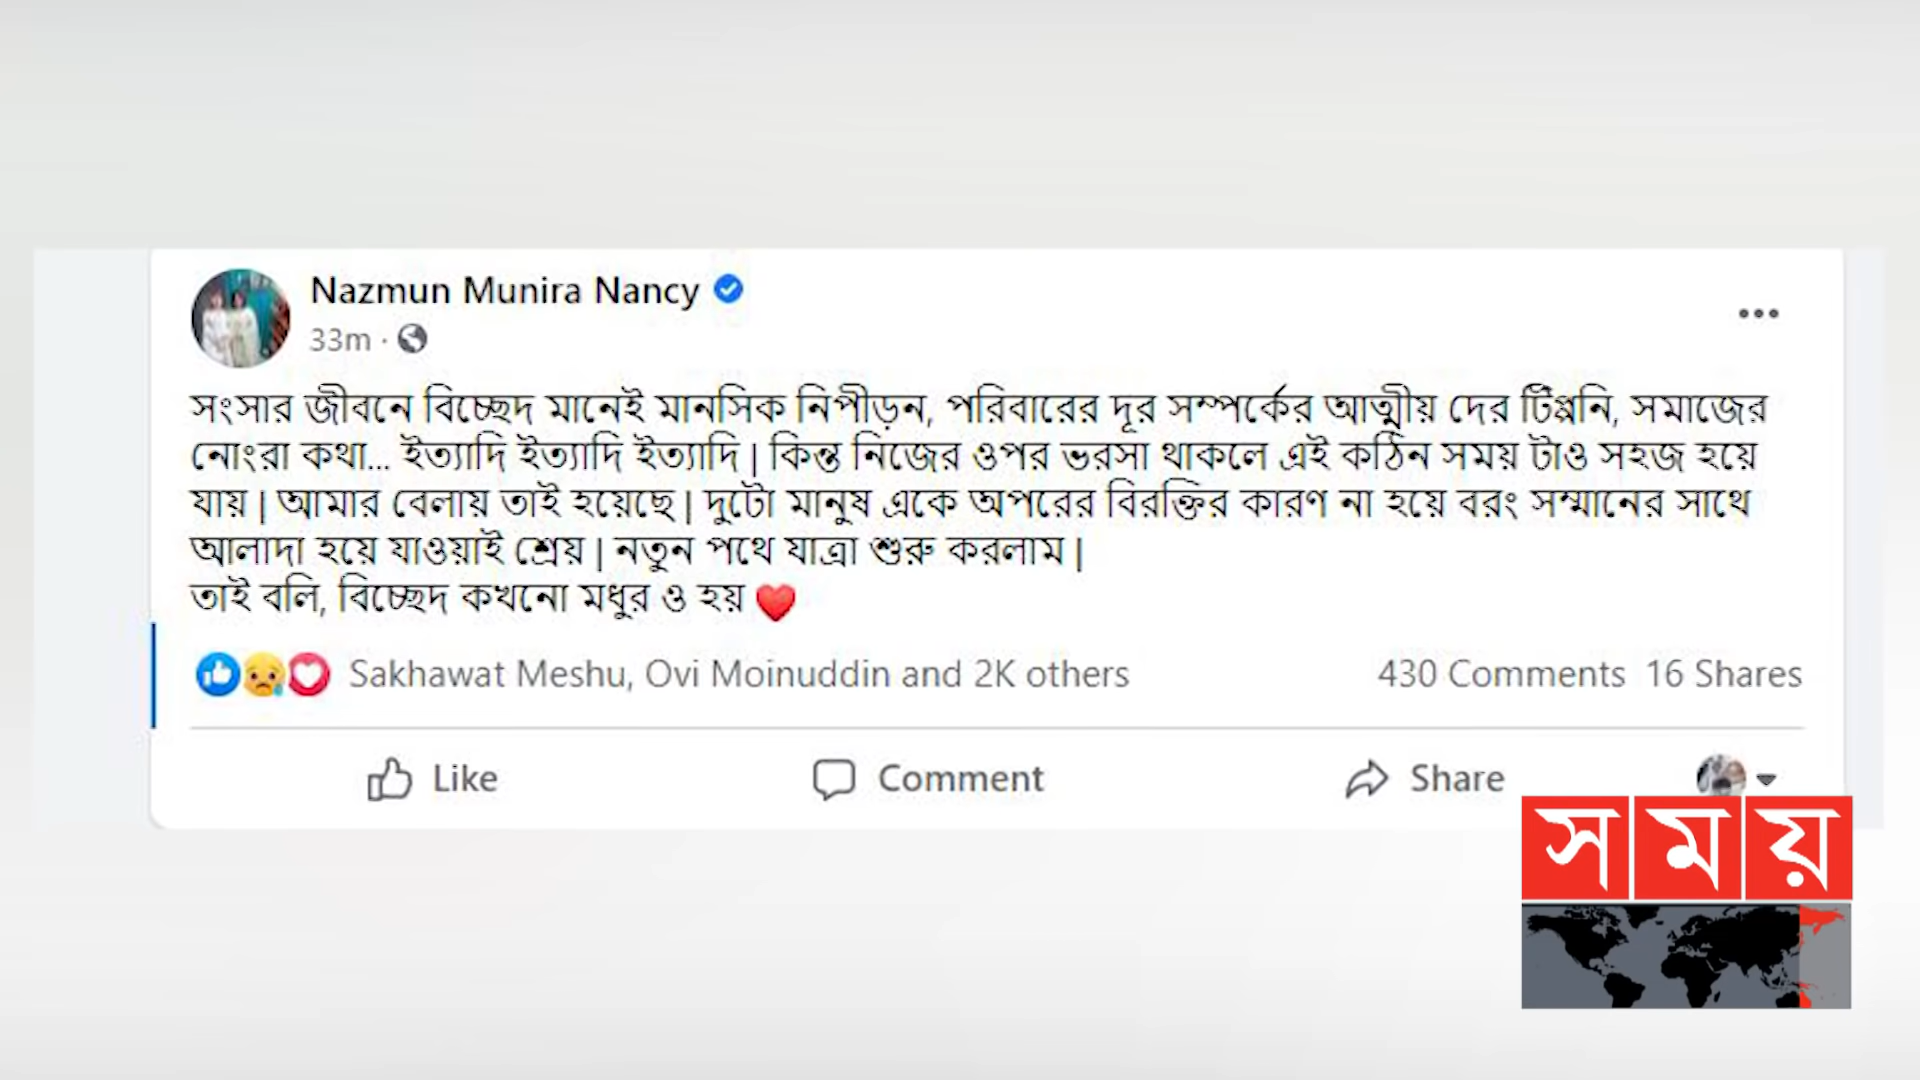 Nazmun Munira Nancy
33m ·
সংসার জীবনে বিচ্ছেদ মানেই মানসিক নিপীড়ন, পরিবারের দূর সম্পর্কের আত্মীয় দের টিপ্পনি, সমাজের
নোংরা কথা... ইত্যাদি ইত্যাদি ইত্যাদি | কিন্তু নিজের ওপর ভরসা থাকলে এই কঠিন সময় টাও সহজ হয়ে
যায় | আমার বেলায় তাই হয়েছে | দুটো মানুষ একে অপরের বিরক্তির কারণ না হয়ে বরং সম্মানের সাথে
আলাদা হয়ে যাওয়াই শ্রেয় | নতুন পথে যাত্রা শুরু করলাম |
তাই বলি, বিচ্ছেদ কখনো মধুর ও হয় ❤️
Sakhawat Meshu, Ovi Moinuddin and 2K others 430 Comments 16 Shares
Like Comment Share
সময়